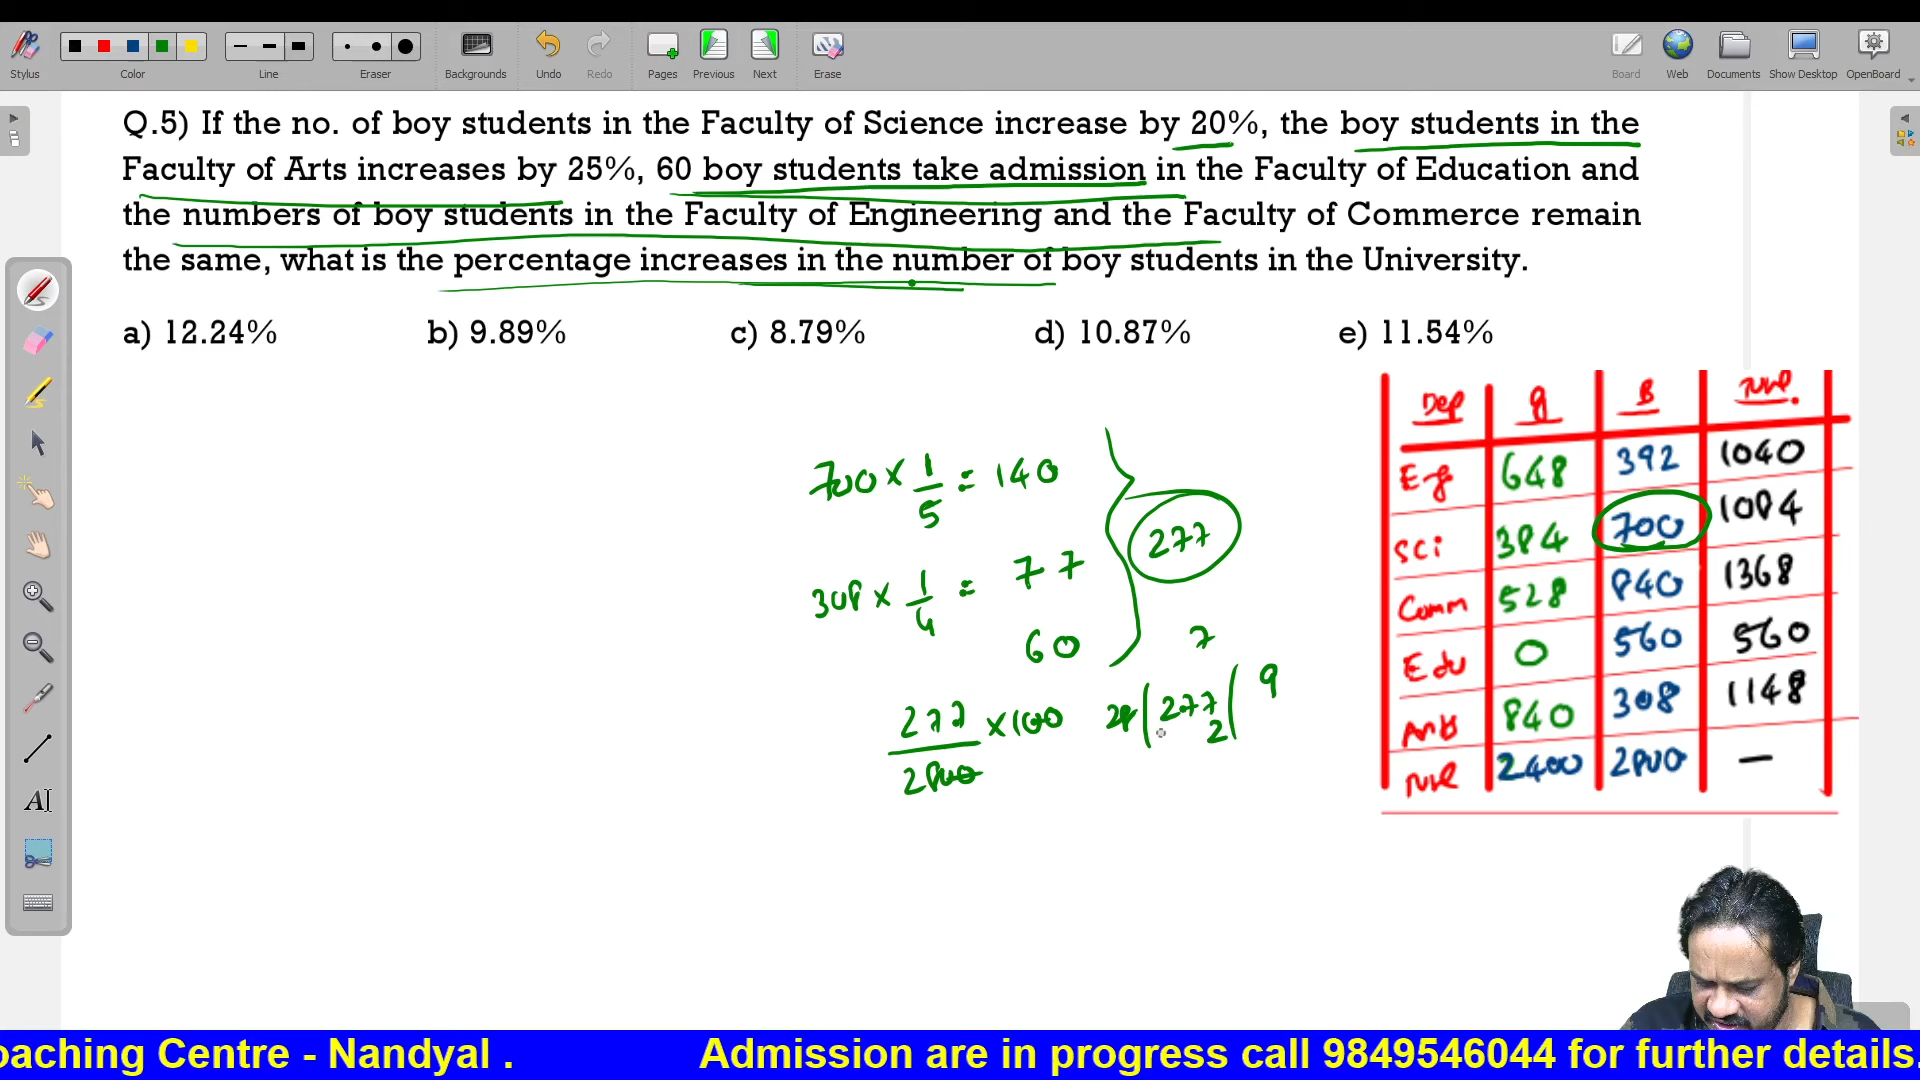 Stylus Color Line Eraser Backgrounds Undo Redo Pages Previous Next Erase Board Web Documents Show Desktop OpenBoard
Q.5) If the no. of boy students in the Faculty of Science increase by 20%, the boy students in the
Faculty of Arts increases by 25%, 60 boy students take admission in the Faculty of Education and
the numbers of boy students in the Faculty of Engineering and the Faculty of Commerce remain
the same, what is the percentage increases in the number of boy students in the University.
a) 12.24% b) 9.89% c) 8.79% d) 10.87% e) 11.54%
Dep g B
Eg 648 392 1040
Sci 384 700 1084
Comm 528 840 1368
Edu 0 560 560
Arts 840 308 1148
2400 2800 —
700 × 1/5 = 140
308 × 1/4 = 77
60
277
7
277/2800 × 100
28 ( 277 ( 9
2
oaching Centre - Nandyal . Admission are in progress call 9849546044 for further details.